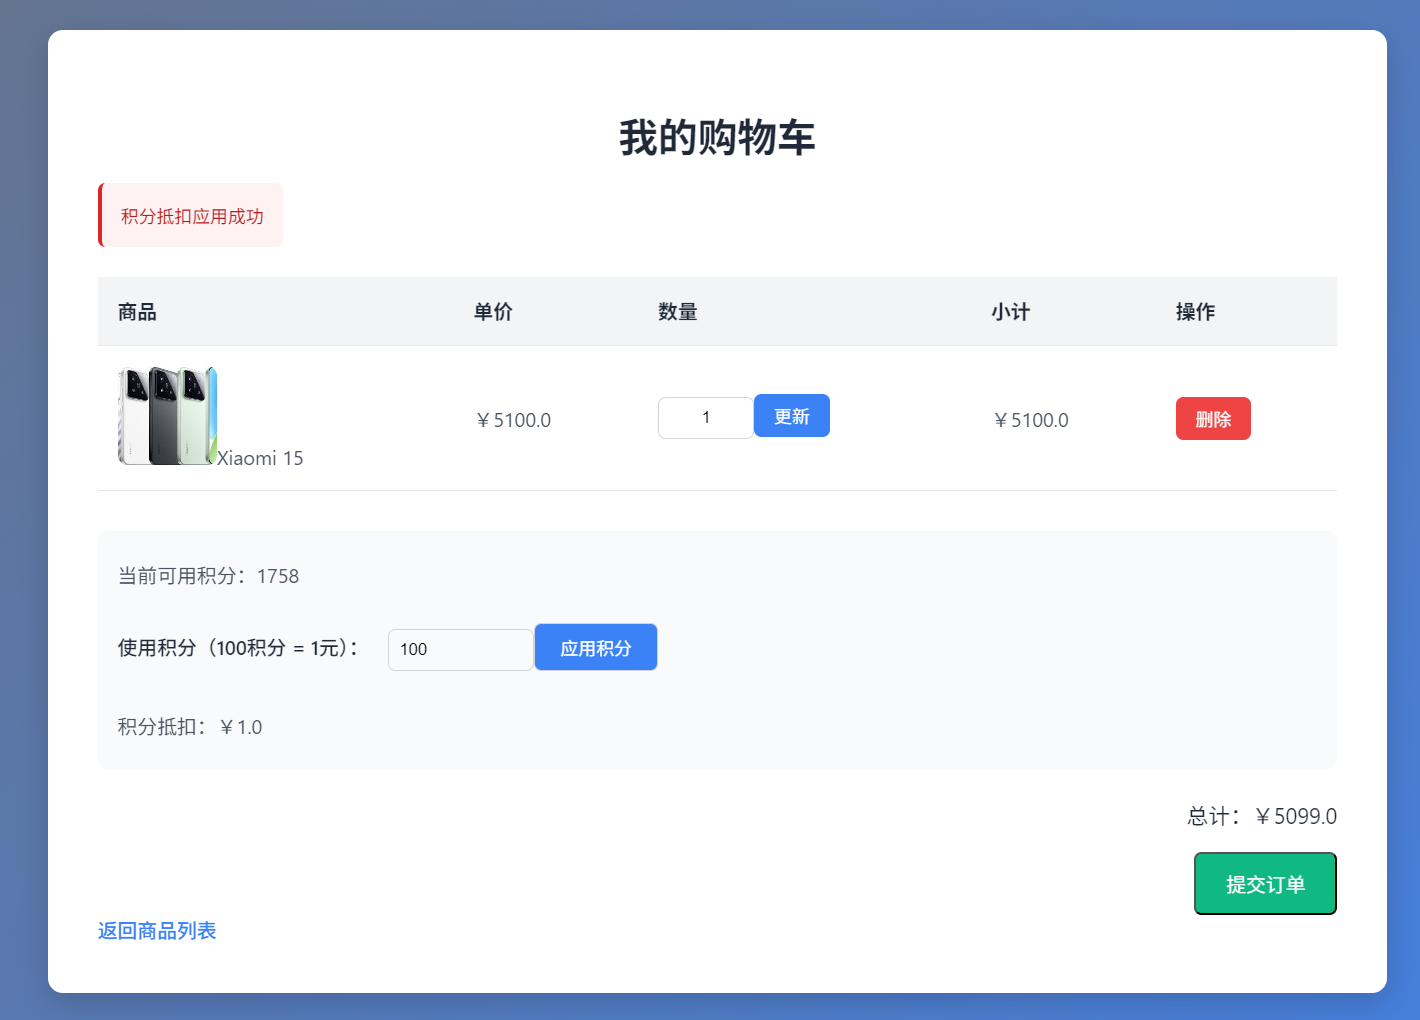 我的购物车
积分抵扣应用成功
商品 单价 数量 小计 操作
Xiaomi 15 ￥5100.0 1 更新 ￥5100.0 删除
当前可用积分：1758
使用积分（100积分 = 1元）： 100 应用积分
积分抵扣：￥1.0
总计：￥5099.0
提交订单
返回商品列表